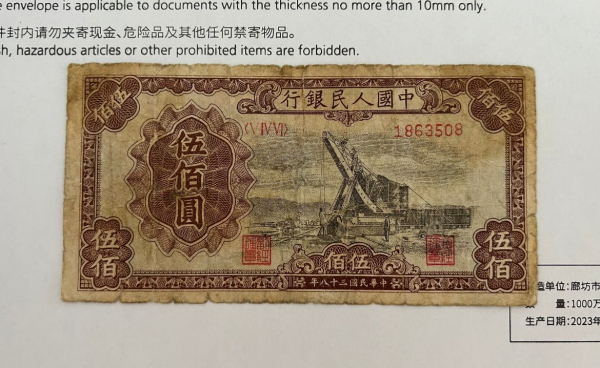 e envelope is applicable to documents with the thickness no more than 10mm only.
件封内请勿夹寄现金、危险品及其他任何禁寄物品。
sh, hazardous articles or other prohibited items are forbidden.
行銀民人國中
佰伍
伍佰
〈V IV VI〉
1863508
伍佰圓
伍佰
佰伍
伍佰
年八十三國民華中
造单位:廊坊市
量:1000万
生产日期:2023年